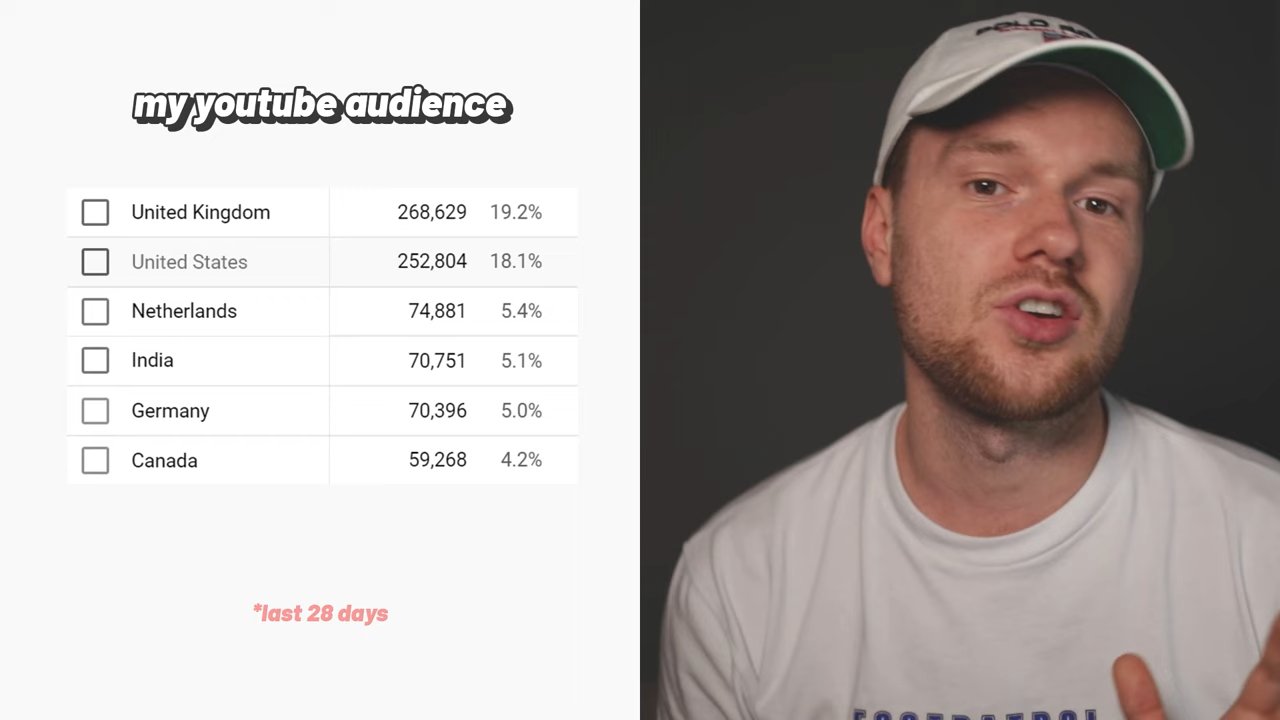 my youtube audience
United Kingdom 268,629 19.2%
United States 252,804 18.1%
Netherlands 74,881 5.4%
India 70,751 5.1%
Germany 70,396 5.0%
Canada 59,268 4.2%
*last 28 days
POLO